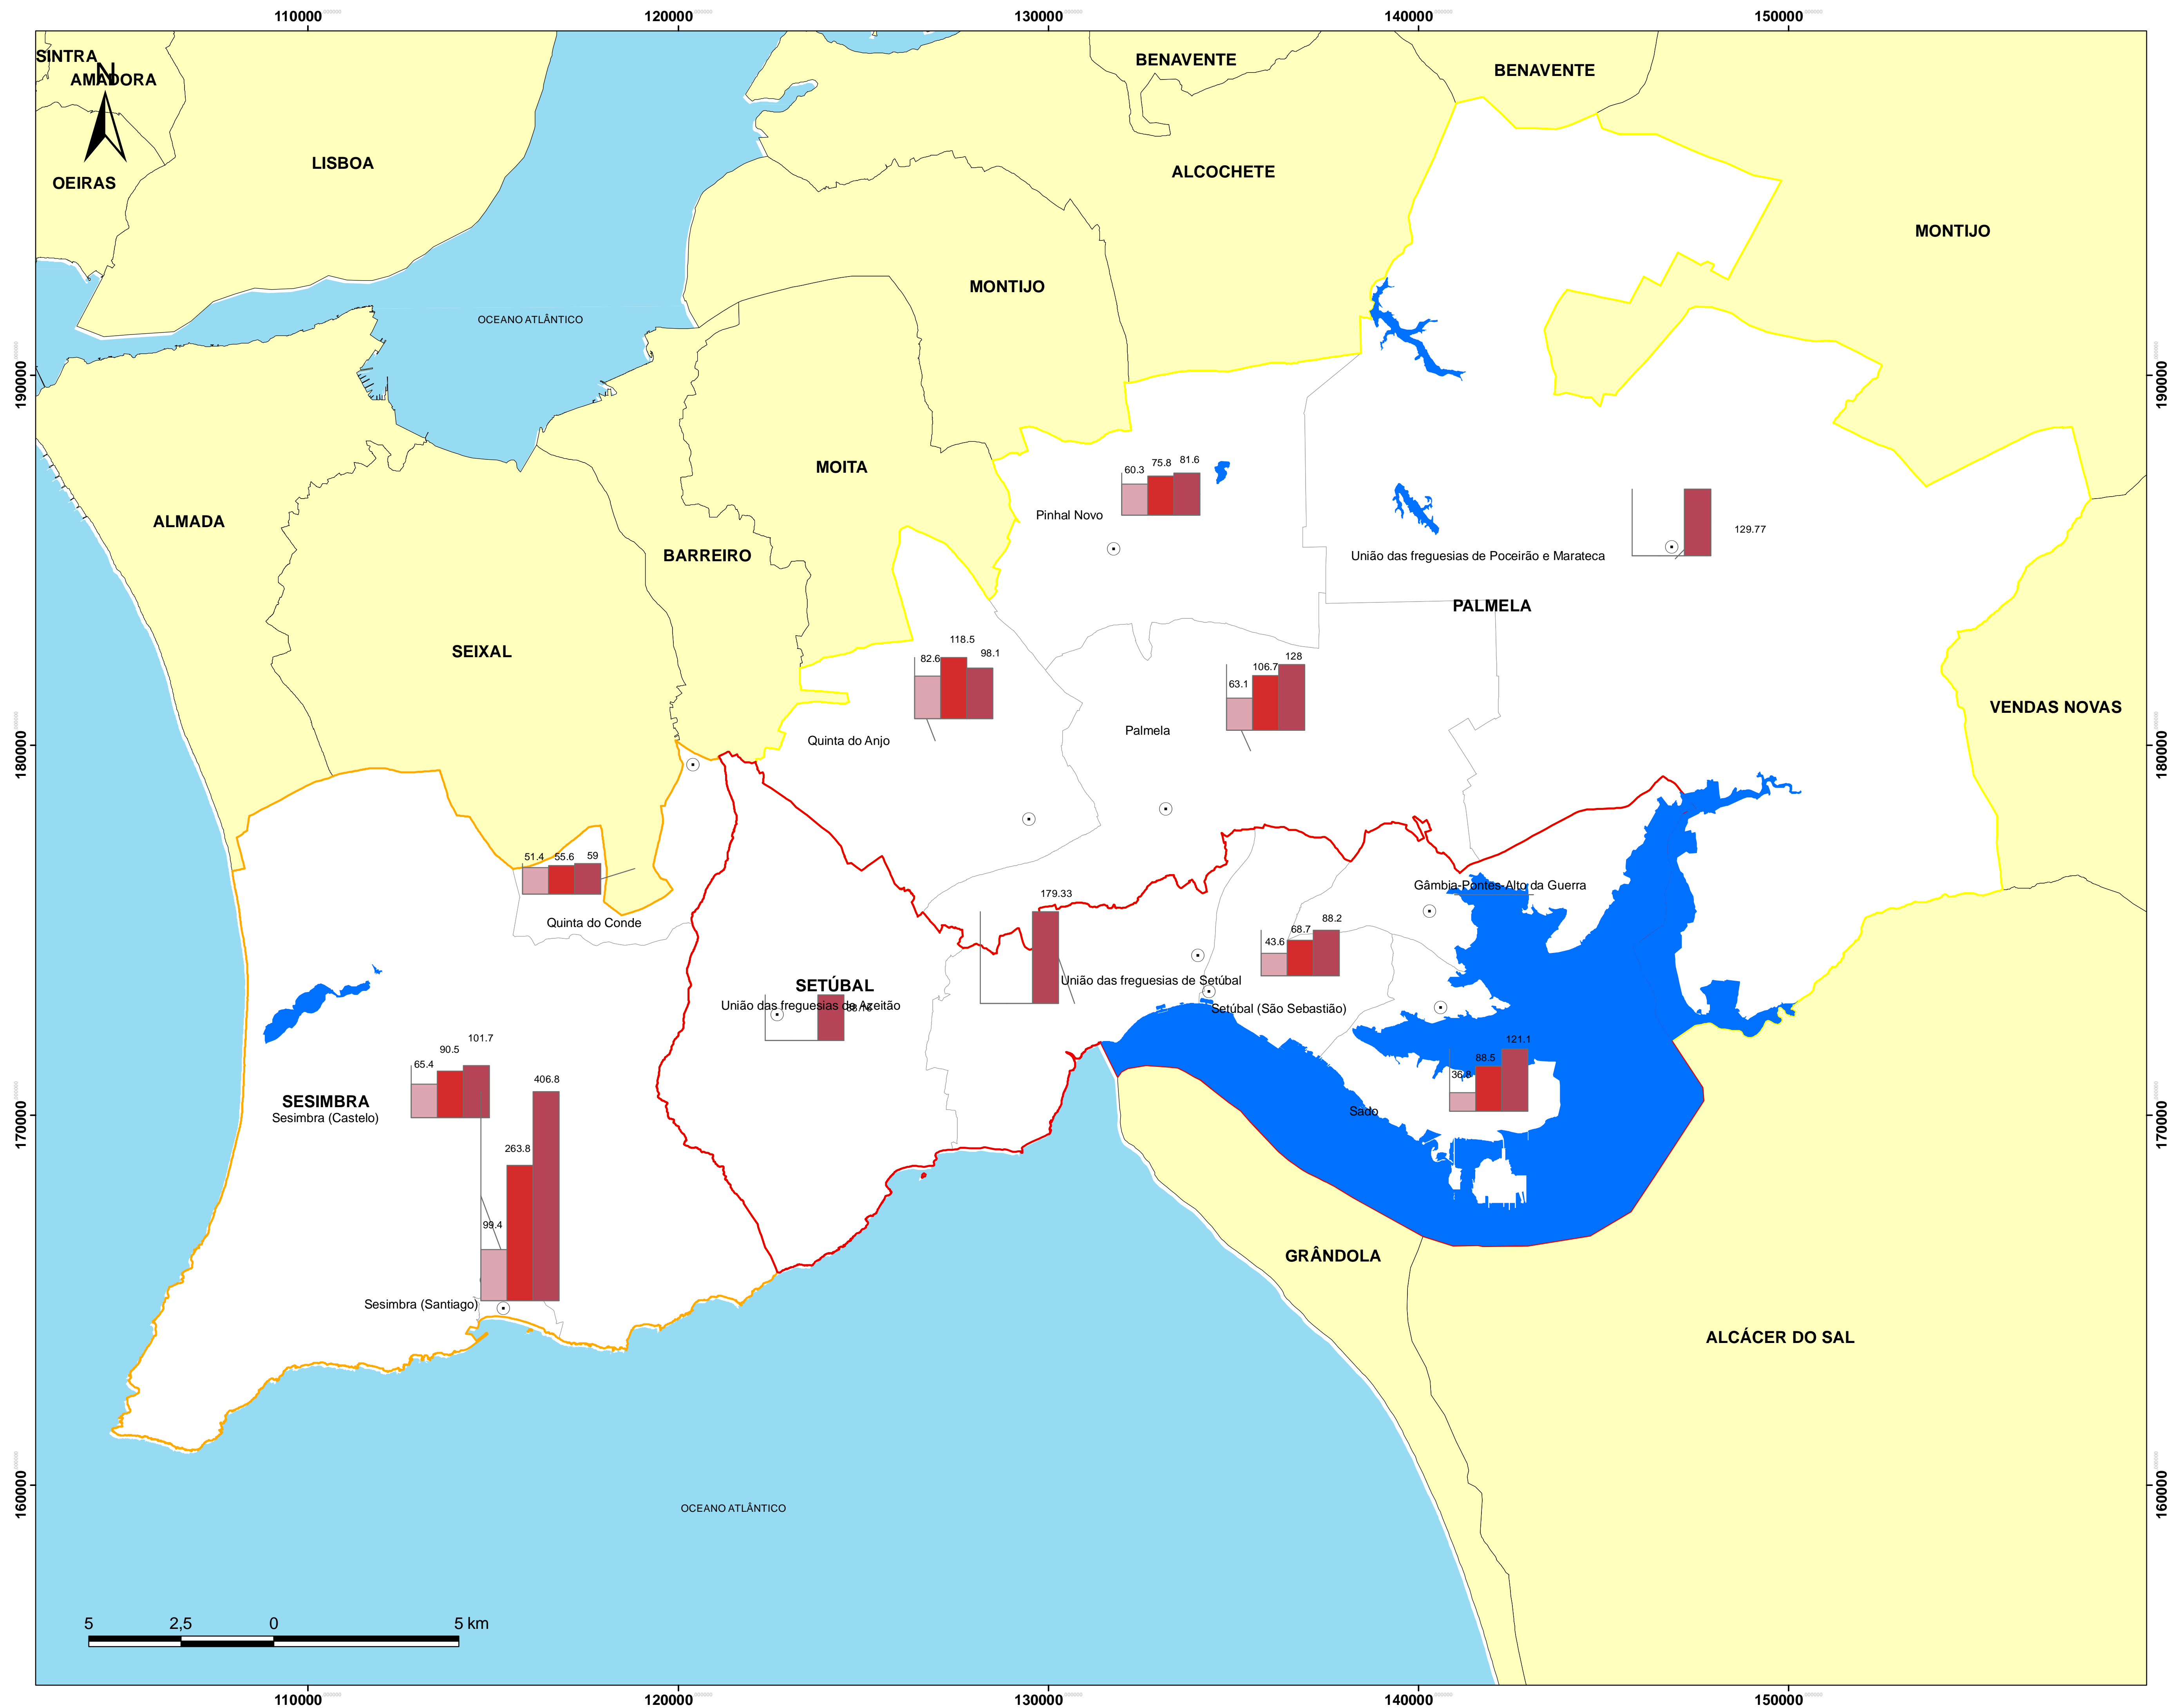 110000 120000 130000 140000 150000
SINTRA
N
AMADORA
BENAVENTE
BENAVENTE
LISBOA
OEIRAS
ALCOCHETE
MONTIJO
MONTIJO
OCEANO ATLÂNTICO
190000
190000
MOITA
ALMADA
60.3 75.8 81.6
Pinhal Novo
129.77
BARREIRO
União das freguesias de Poceirão e Marateca
PALMELA
SEIXAL
82.6 118.5 98.1
63.1 106.7 128
VENDAS NOVAS
Quinta do Anjo
Palmela
180000
180000
51.4 55.6 59
Quinta do Conde
179.33
Gâmbia-Pontes-Alto da Guerra
43.6 68.7 88.2
SETÚBAL
União das freguesias de Azeitão
União das freguesias de Setúbal
Setúbal (São Sebastião)
65.4 90.5 101.7
36.8 88.5 121.1
SESIMBRA
Sesimbra (Castelo)
Sado
170000
170000
99.4 263.8 406.8
Sesimbra (Santiago)
GRÂNDOLA
ALCÁCER DO SAL
160000
160000
OCEANO ATLÂNTICO
5 2,5 0 5 km
110000 120000 130000 140000 150000